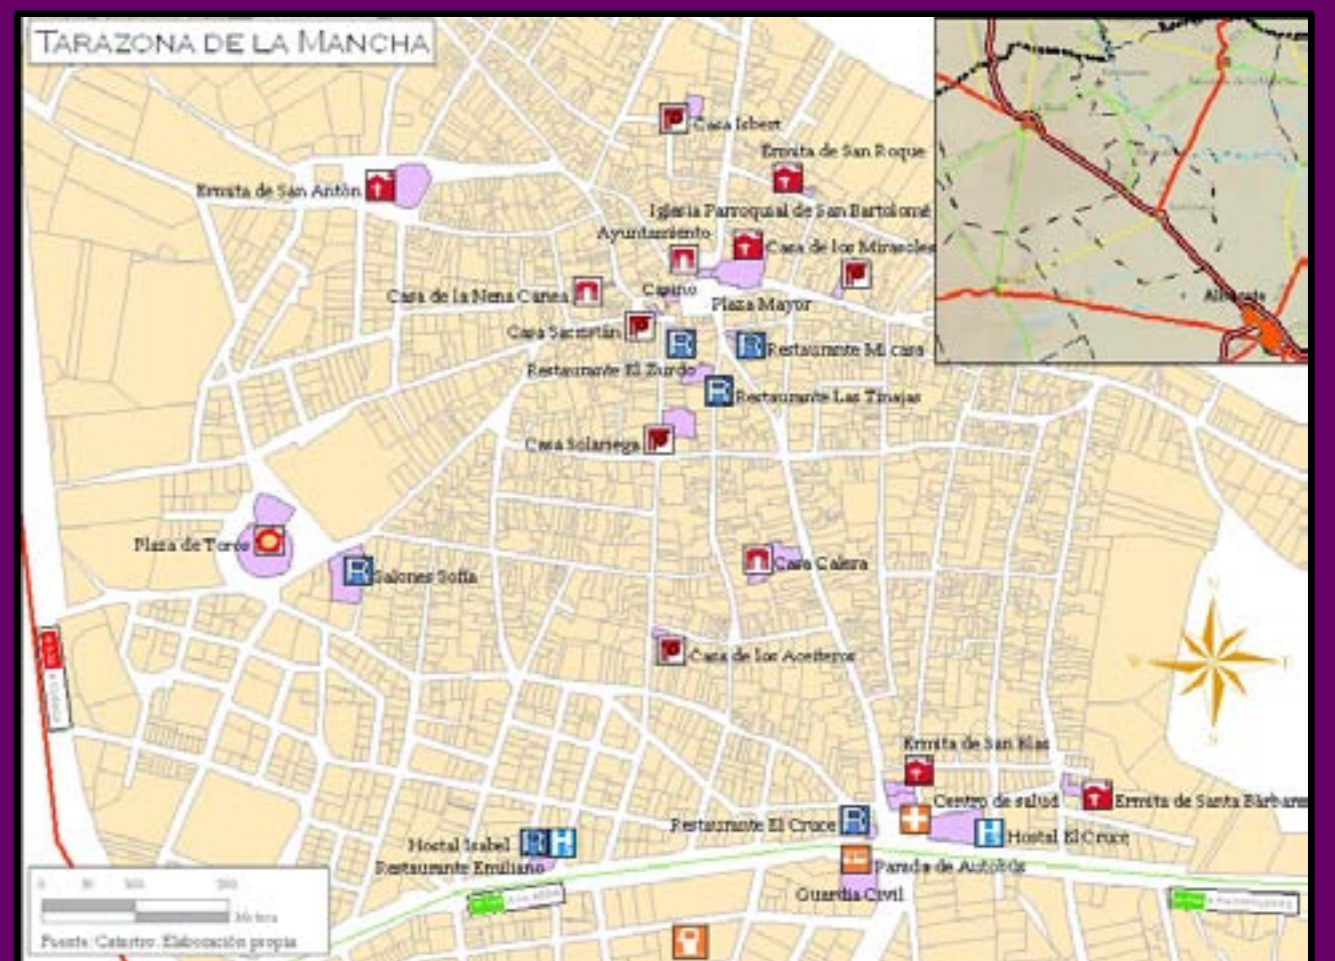 TARAZONA DE LA MANCHA
Casa Isbert
Ermita de San Roque
Ermita de San Antón
Iglesia Parroquial de San Bartolomé
Ayuntamiento
Casa de los Mirasoles
Casa de la Nena Canea
Casino
Plaza Mayor
Casa Sacristán
Restaurante Mi casa
Restaurante El Zurdo
Restaurante Las Tinajas
Casa Solariega
Plaza de Toros
Salones Sofía
Casa Calera
Casa de los Aceiteros
Ermita de San Blas
Centro de salud
Ermita de Santa Bárbara
Restaurante El Cruce
Hostal El Cruce
Hostal Isabel
Restaurante Emiliano
Parada de Autobús
Guardia Civil
Albacete
N
S
E
0
Metros
Fuente: Catastro. Elaboración propia